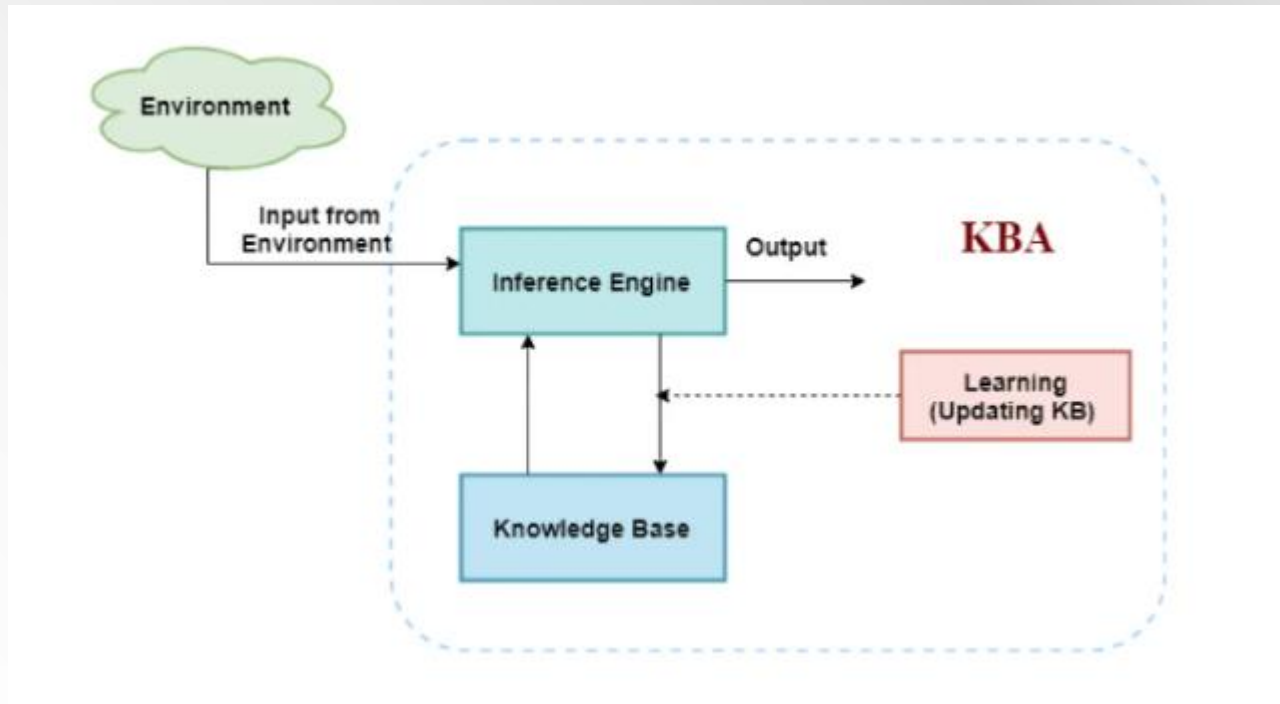 Environment
Input from
Environment
Inference Engine
Output
KBA
Learning
(Updating KB)
Knowledge Base